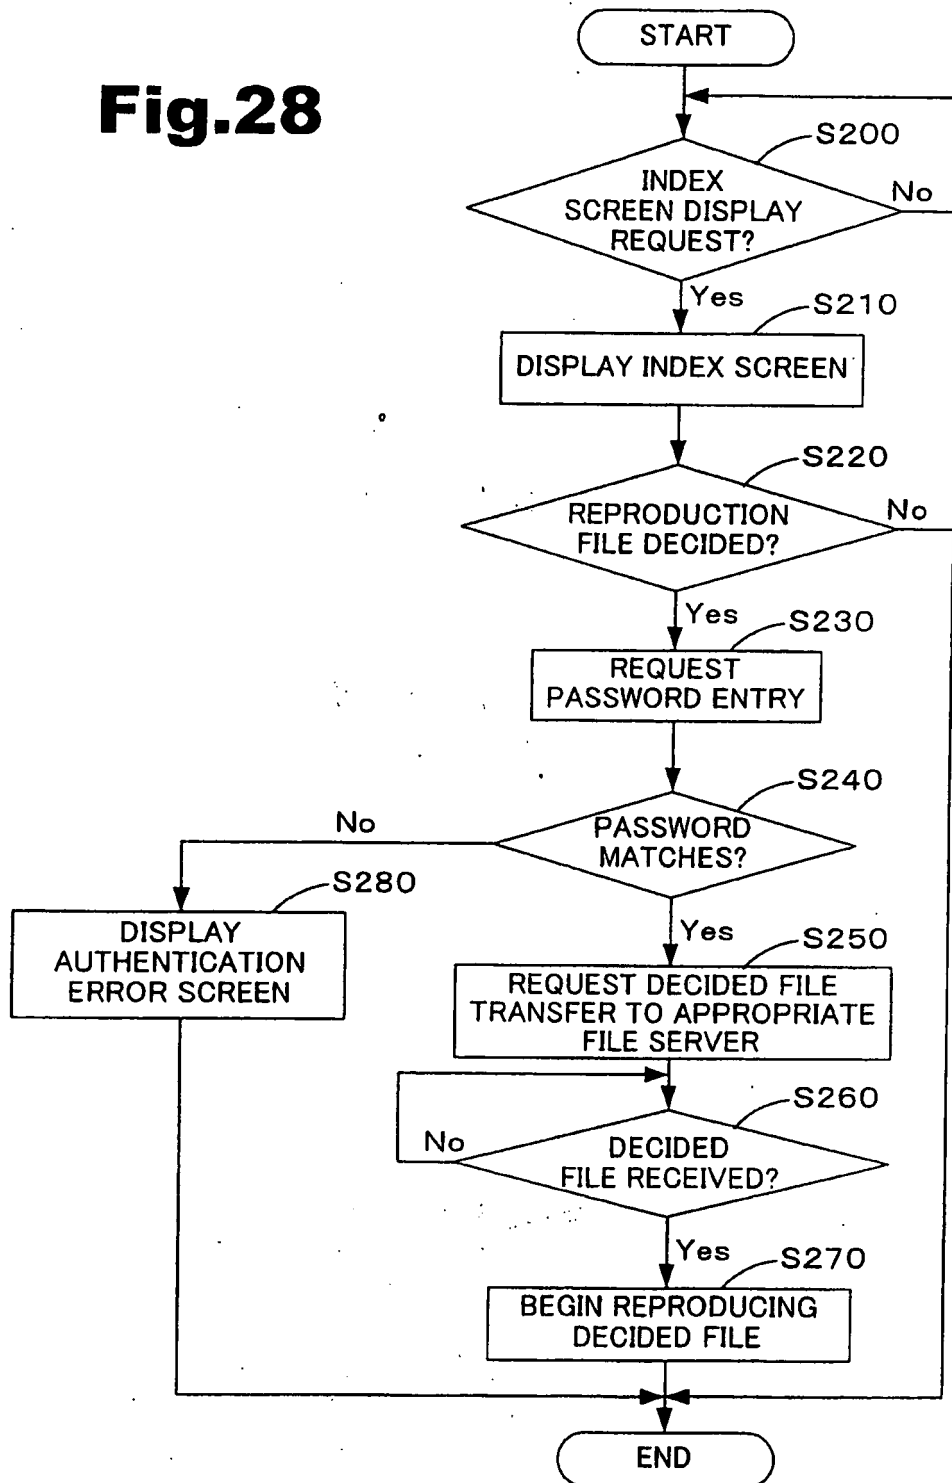 START
Fig.28
S200
INDEX
SCREEN DISPLAY
REQUEST?
No
Yes
S210
DISPLAY INDEX SCREEN
S220
REPRODUCTION
FILE DECIDED?
No
Yes
S230
REQUEST
PASSWORD ENTRY
S240
PASSWORD
MATCHES?
No
S280
DISPLAY
AUTHENTICATION
ERROR SCREEN
Yes
S250
REQUEST DECIDED FILE
TRANSFER TO APPROPRIATE
FILE SERVER
S260
DECIDED
FILE RECEIVED?
No
Yes
S270
BEGIN REPRODUCING
DECIDED FILE
END